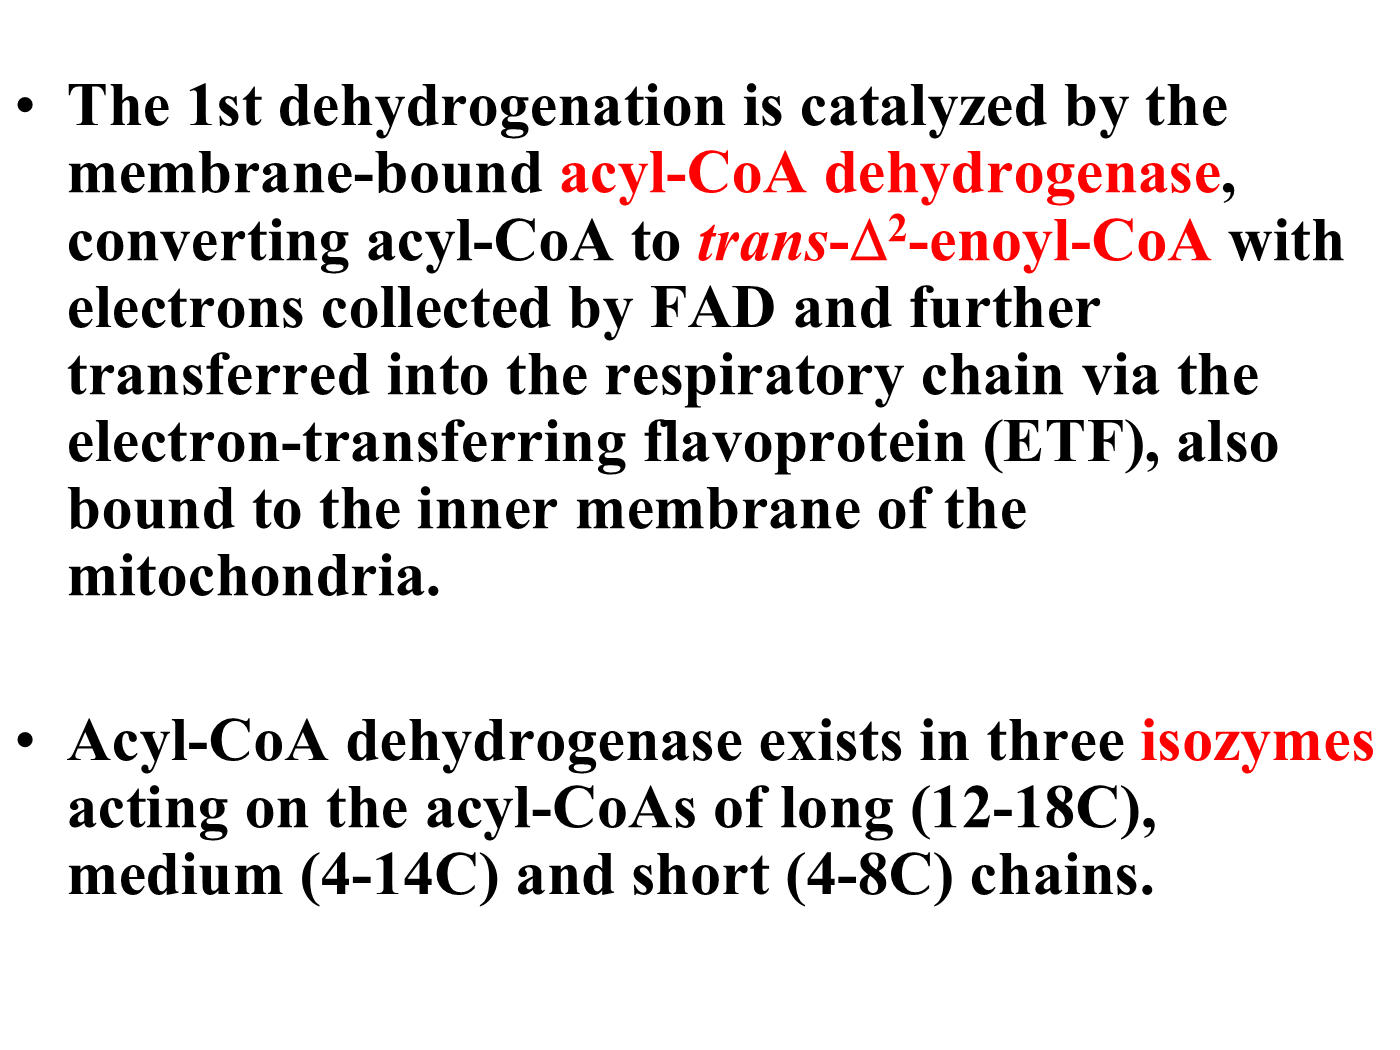 • The 1st dehydrogenation is catalyzed by the
membrane-bound acyl-CoA dehydrogenase,
converting acyl-CoA to trans-Δ²-enoyl-CoA with
electrons collected by FAD and further
transferred into the respiratory chain via the
electron-transferring flavoprotein (ETF), also
bound to the inner membrane of the
mitochondria.
• Acyl-CoA dehydrogenase exists in three isozymes
acting on the acyl-CoAs of long (12-18C),
medium (4-14C) and short (4-8C) chains.